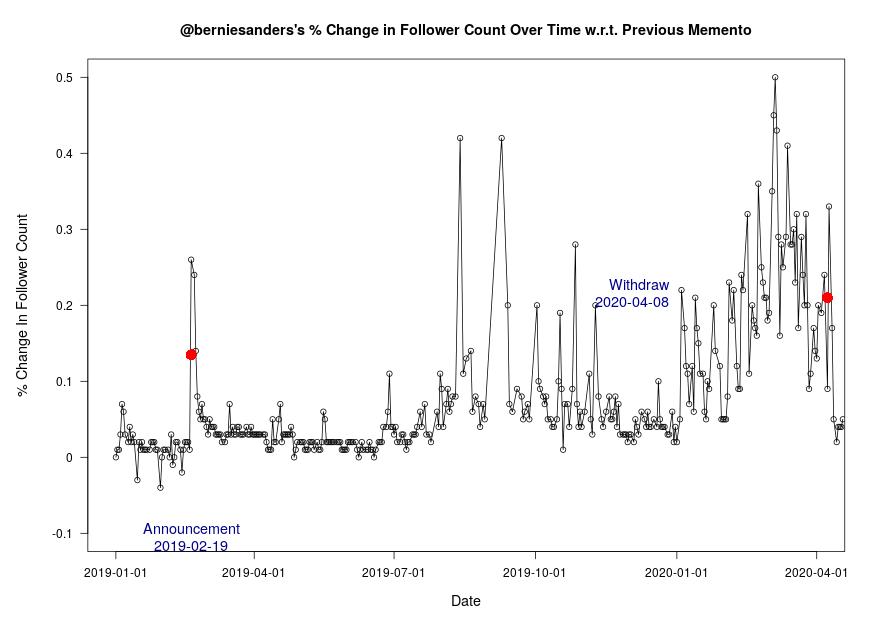 @berniesanders's % Change in Follower Count Over Time w.r.t. Previous Memento
% Change In Follower Count
0.5
0.4
0.3
0.2
0.1
0
-0.1
Withdraw
2020-04-08
Announcement
2019-02-19
2019-01-01 2019-04-01 2019-07-01 2019-10-01 2020-01-01 2020-04-01
Date